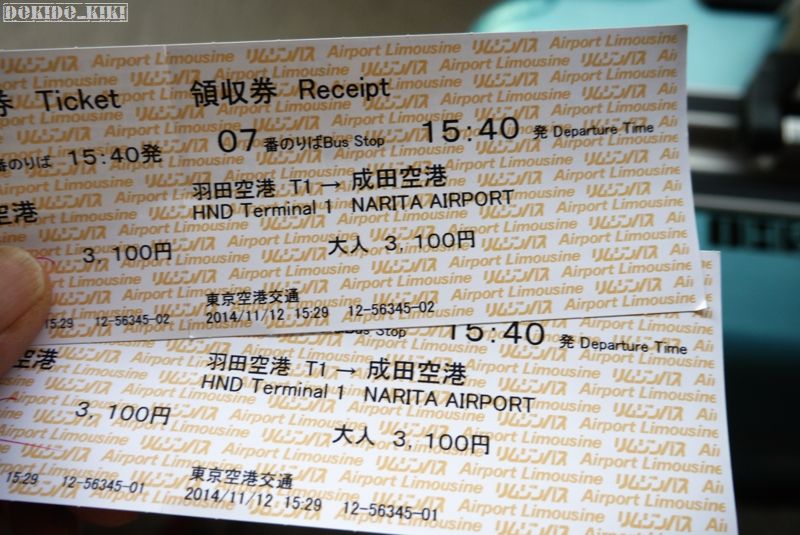 DOKIDO_KIKI
券 Ticket 領収券 Receipt
番のりば 15:40発 07 番のりば Bus Stop 15:40 発 Departure Time
空港 羽田空港 T1 → 成田空港
HND Terminal 1 NARITA AIRPORT
3,100円 大人 3,100円
東京空港交通
15:29 12-56345-02 2014/11/12 15:29 12-56345-02
Bus Stop 15:40 発 Departure Time
空港 羽田空港 T1 → 成田空港
HND Terminal 1 NARITA AIRPORT
3,100円 大人 3,100円
東京空港交通
15:29 12-56345-01 2014/11/12 15:29 12-56345-01
リムジンバス Airport Limousine